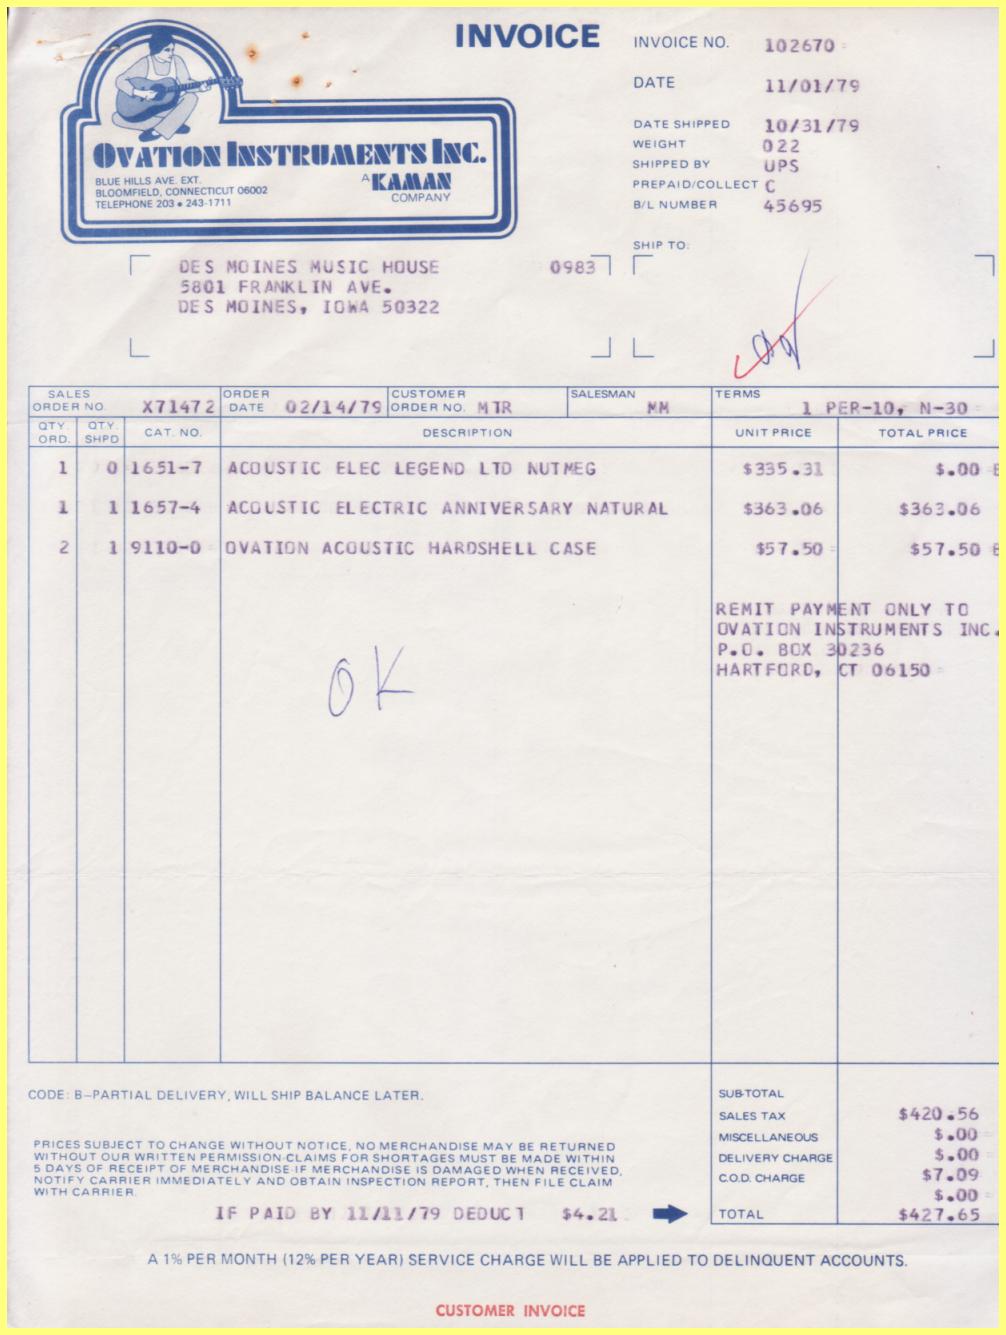 INVOICE
INVOICE NO. 102670
DATE 11/01/79
DATE SHIPPED 10/31/79
WEIGHT 022
SHIPPED BY UPS
PREPAID/COLLECT C
B/L NUMBER 45695
OVATION INSTRUMENTS INC.
BLUE HILLS AVE. EXT.
BLOOMFIELD, CONNECTICUT 06002
TELEPHONE 203 • 243-1711
A KAMAN
COMPANY
SHIP TO:
DES MOINES MUSIC HOUSE 0983
5801 FRANKLIN AVE.
DES MOINES, IOWA 50322
SALES ORDER NO. X71472 ORDER DATE 02/14/79 CUSTOMER ORDER NO. MTR SALESMAN MM TERMS 1 PER-10, N-30
QTY. ORD. QTY. SHPD CAT. NO. DESCRIPTION UNIT PRICE TOTAL PRICE
1 0 1651-7 ACOUSTIC ELEC LEGEND LTD NUTMEG $335.31 $.00 B
1 1 1657-4 ACOUSTIC ELECTRIC ANNIVERSARY NATURAL $363.06 $363.06
2 1 9110-0 OVATION ACOUSTIC HARDSHELL CASE $57.50 $57.50 B
REMIT PAYMENT ONLY TO
OVATION INSTRUMENTS INC.
P.O. BOX 30236
HARTFORD, CT 06150
OK
CODE: B-PARTIAL DELIVERY, WILL SHIP BALANCE LATER.
PRICES SUBJECT TO CHANGE WITHOUT NOTICE, NO MERCHANDISE MAY BE RETURNED
WITHOUT OUR WRITTEN PERMISSION-CLAIMS FOR SHORTAGES MUST BE MADE WITHIN
5 DAYS OF RECEIPT OF MERCHANDISE-IF MERCHANDISE IS DAMAGED WHEN RECEIVED,
NOTIFY CARRIER IMMEDIATELY AND OBTAIN INSPECTION REPORT, THEN FILE CLAIM
WITH CARRIER.
SUB-TOTAL $420.56
SALES TAX $.00
MISCELLANEOUS $.00
DELIVERY CHARGE $7.09
C.O.D. CHARGE $.00
IF PAID BY 11/11/79 DEDUCT $4.21 TOTAL $427.65
A 1% PER MONTH (12% PER YEAR) SERVICE CHARGE WILL BE APPLIED TO DELINQUENT ACCOUNTS.
CUSTOMER INVOICE